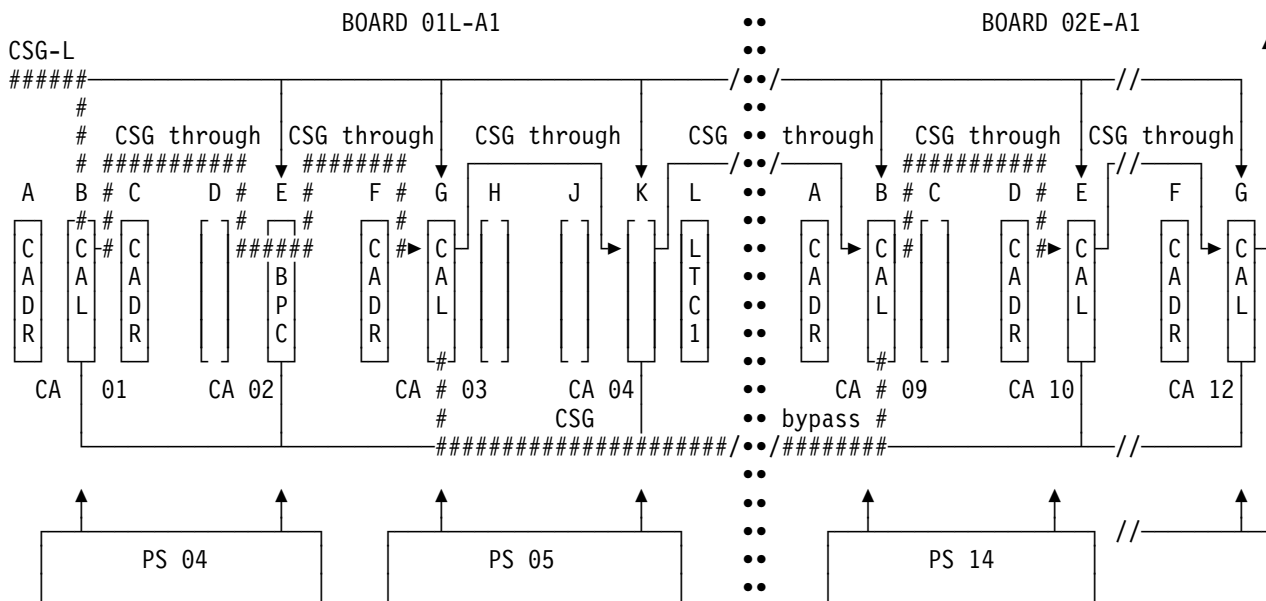 BOARD 01L-A1 BOARD 02E-A1
CSG-L
CSG through CSG through CSG through CSG through CSG through CSG through
A B C D E F G H J K L A B C D E F G
CADR CAL CADR BPC CADR CAL LTC1 CADR CAL CADR CAL CADR CAL
CA 01 CA 02 CA 03 CA 04 CA 09 CA 10 CA 12
CSG bypass
PS 04 PS 05 PS 14